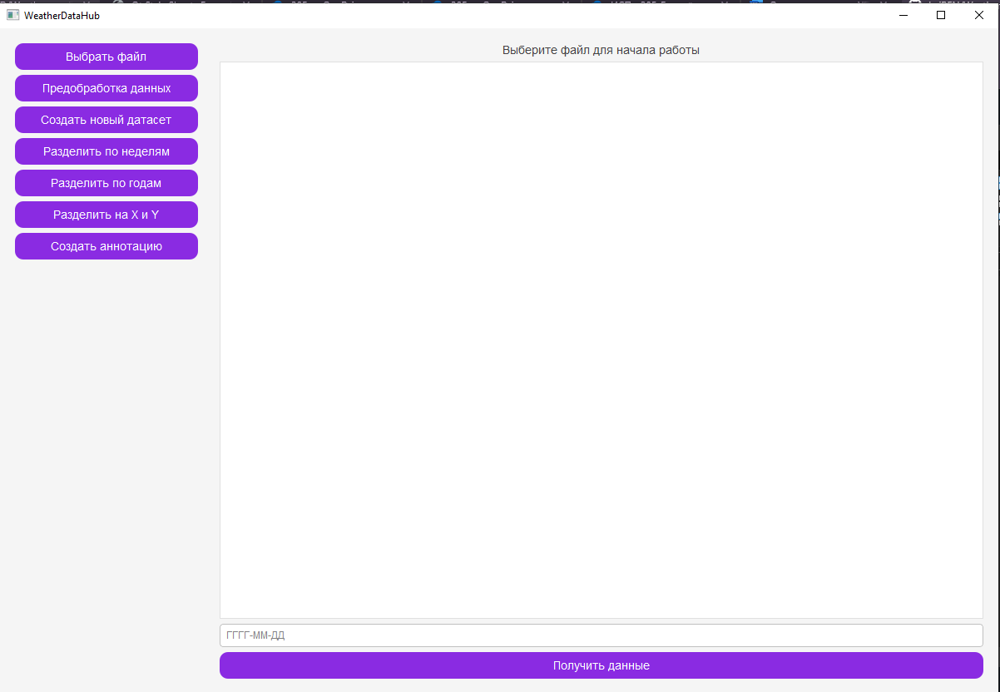 WeatherDataHub
Выбрать файл
Предобработка данных
Создать новый датасет
Разделить по неделям
Разделить по годам
Разделить на X и Y
Создать аннотацию
Выберите файл для начала работы
ГГГГ-ММ-ДД
Получить данные